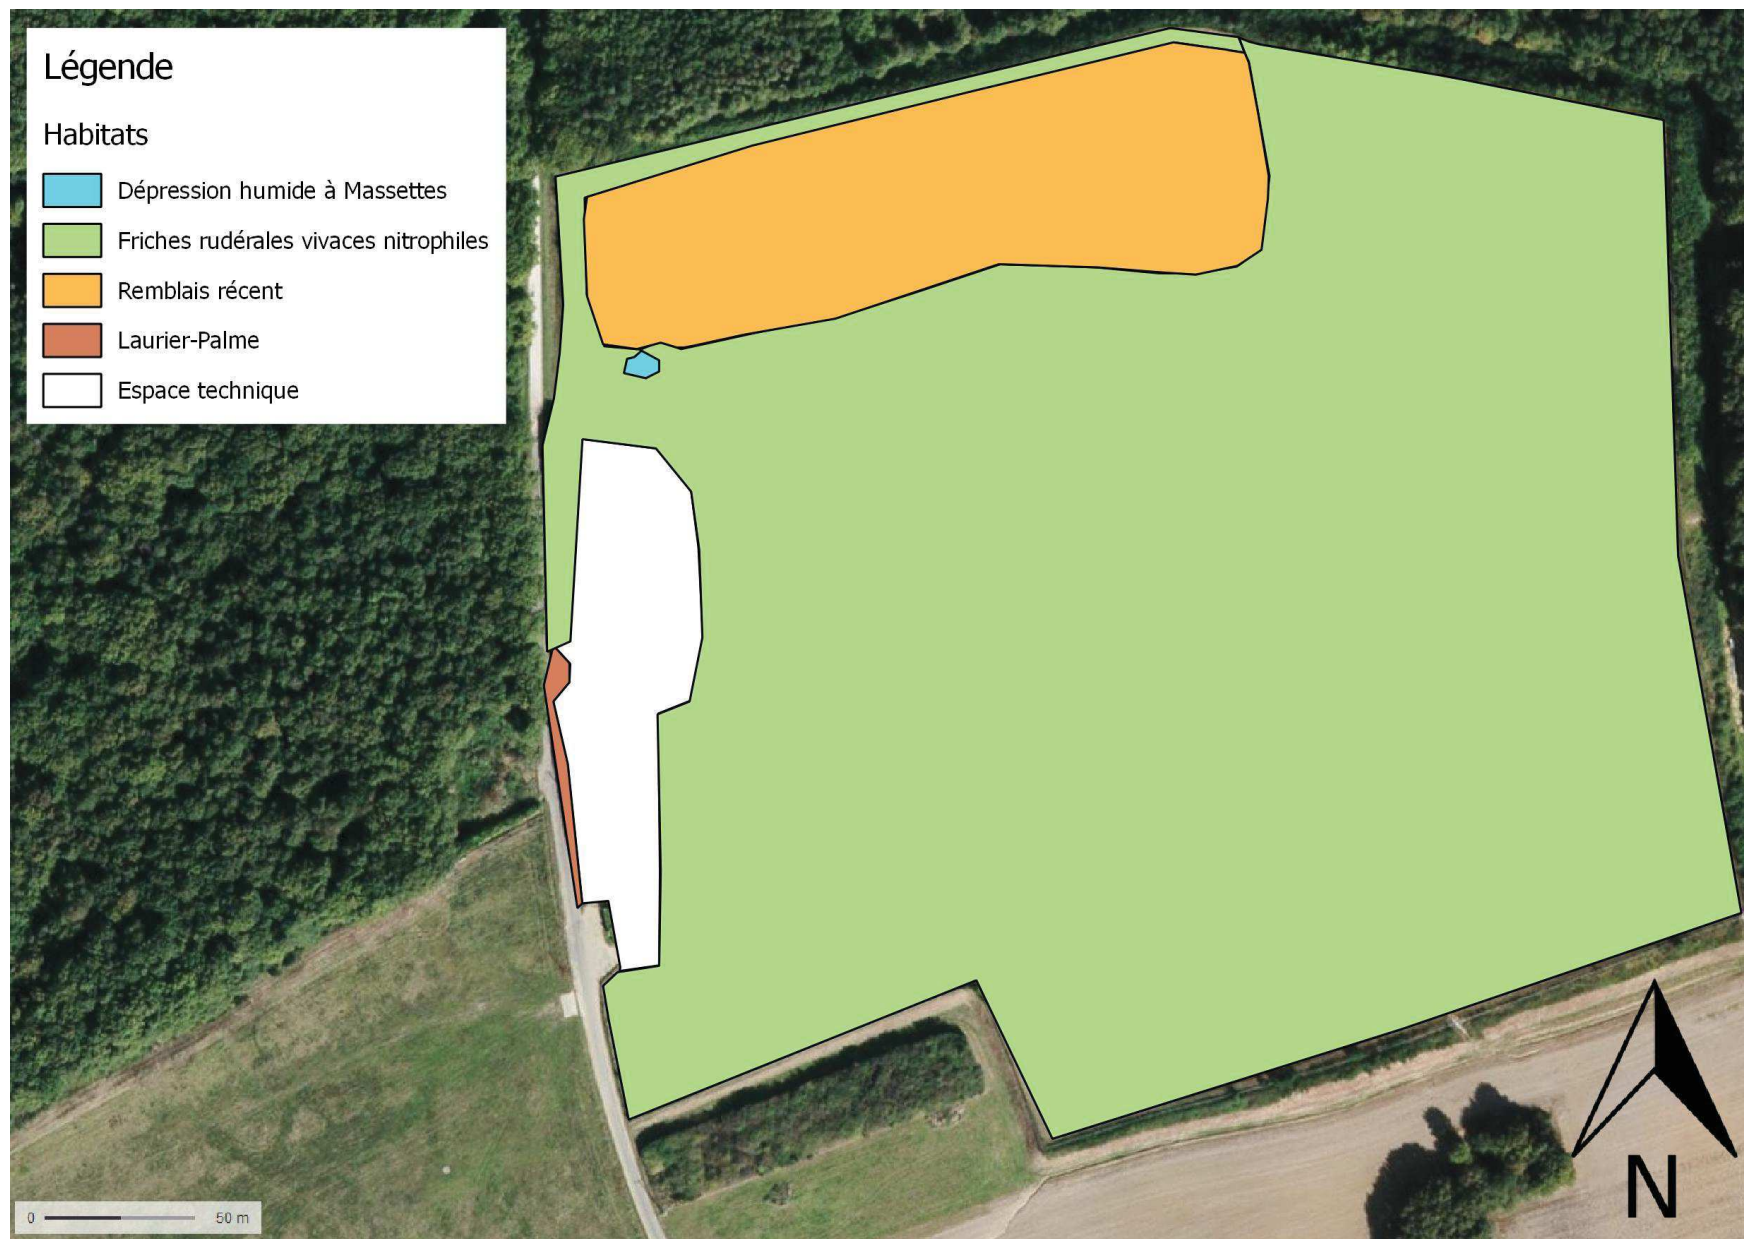 Légende
Habitats
Dépression humide à Massettes
Friches rudérales vivaces nitrophiles
Remblais récent
Laurier-Palme
Espace technique
N
0 50 m